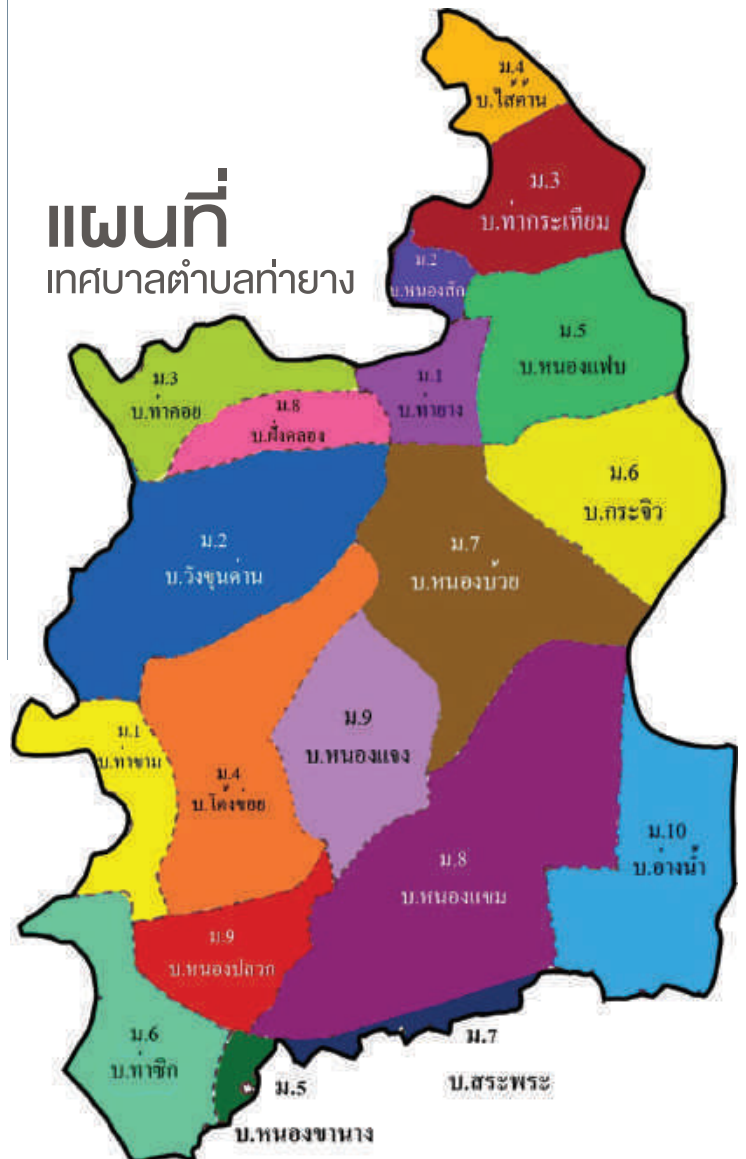 แผนที่
เทศบาลตำบลท่ายาง
ม.4
บ.ไสค้าน
ม.3
บ.ท่ากระเทียม
ม.2
บ.หนองสัก
ม.5
บ.หนองแฟบ
ม.1
บ.ท่ายาง
ม.3
บ.ท่าคอย
ม.8
บ.ฝั่งคลอง
ม.6
บ.กระจิว
ม.2
บ.วังขุนด่าน
ม.7
บ.หนองบ้วย
ม.1
บ.ท่าขาม
ม.4
บ.โค้งข่อย
ม.9
บ.หนองแจง
ม.8
บ.หนองแขม
ม.10
บ.อ่างน้ำ
ม.9
บ.หนองปลวก
ม.6
บ.ท่าซิก
ม.7
บ.สระพระ
ม.5
บ.หนองขานาง